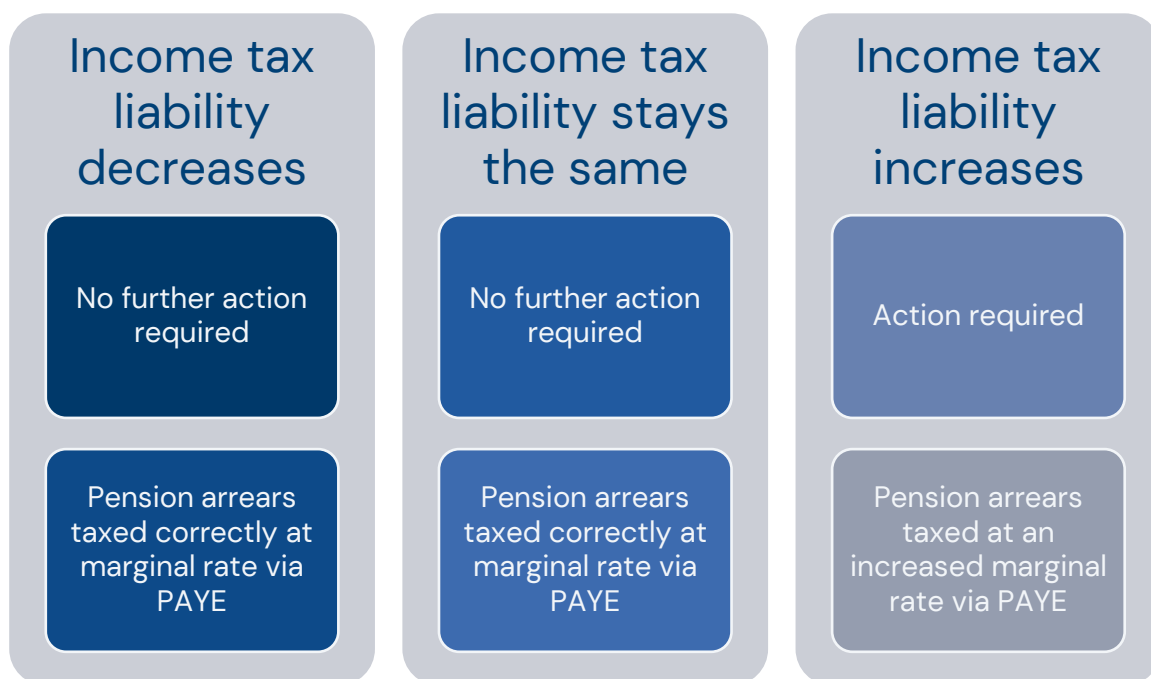 Income tax
liability
decreases
No further action
required
Pension arrears
taxed correctly at
marginal rate via
PAYE
Income tax
liability stays
the same
No further action
required
Pension arrears
taxed correctly at
marginal rate via
PAYE
Income tax
liability
increases
Action required
Pension arrears
taxed at an
increased marginal
rate via PAYE